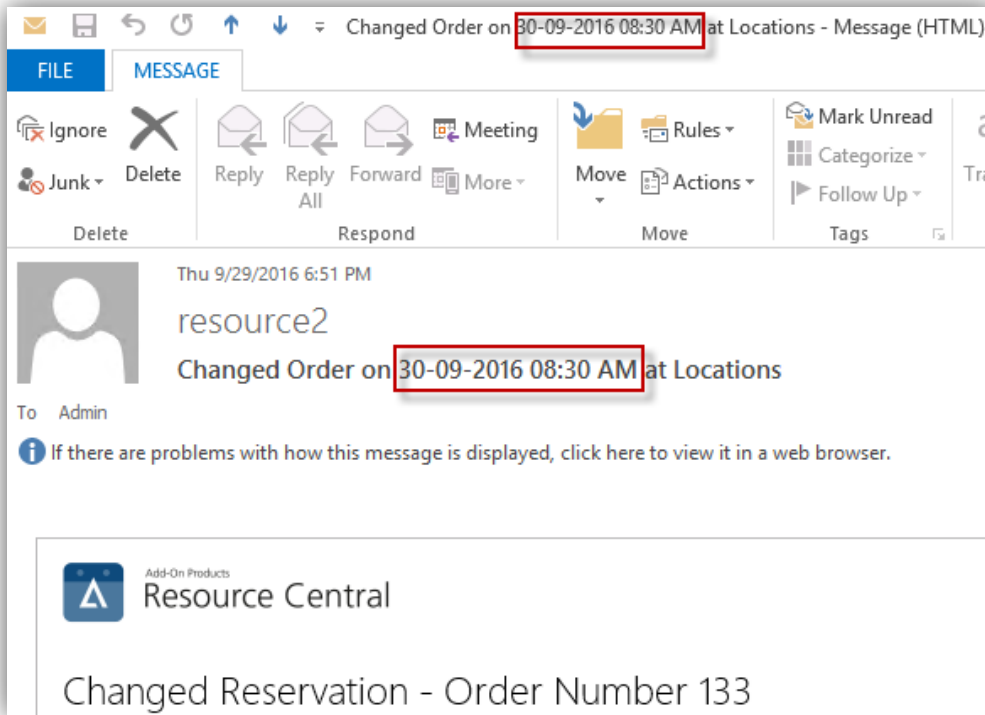 Changed Order on 30-09-2016 08:30 AM at Locations - Message (HTML)
FILE MESSAGE
Ignore
Junk
Delete
Reply
Reply All
Forward
Meeting
More
Move
Rules
Actions
Mark Unread
Categorize
Follow Up
Delete Respond Move Tags
Thu 9/29/2016 6:51 PM
resource2
Changed Order on 30-09-2016 08:30 AM at Locations
To Admin
If there are problems with how this message is displayed, click here to view it in a web browser.
Add-On Products
Resource Central
Changed Reservation - Order Number 133